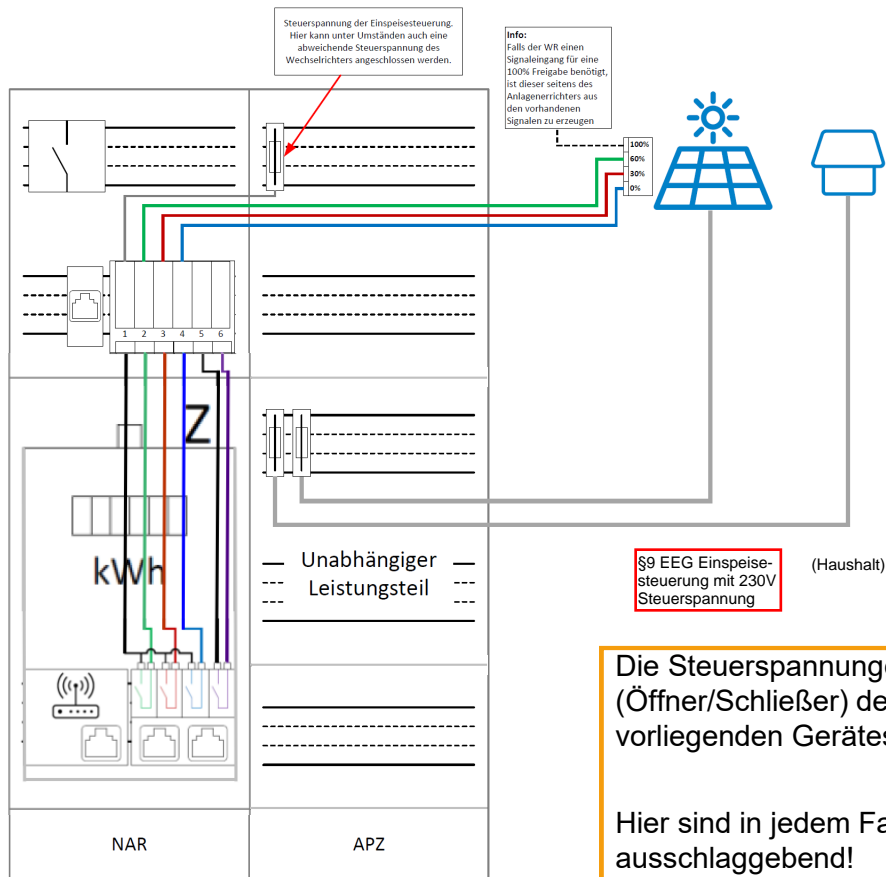 Steuerspannung der Einspeisesteuerung.
Hier kann unter Umständen auch eine
abweichende Steuerspannung des
Wechselrichters angeschlossen werden.
Info:
Falls der WR einen
Signaleingang für eine
100% Freigabe benötigt,
ist dieser seitens des
Anlagenerrichters aus
den vorhandenen
Signalen zu erzeugen
100%
60%
30%
0%
1 2 3 4 5 6
Z
kWh
Unabhängiger
Leistungsteil
§9 EEG Einspeise-
steuerung mit 230V
Steuerspannung
(Haushalt)
Die Steuerspannung
(Öffner/Schließer) de
vorliegenden Gerätes
Hier sind in jedem Fa
ausschlaggebend!
NAR
APZ